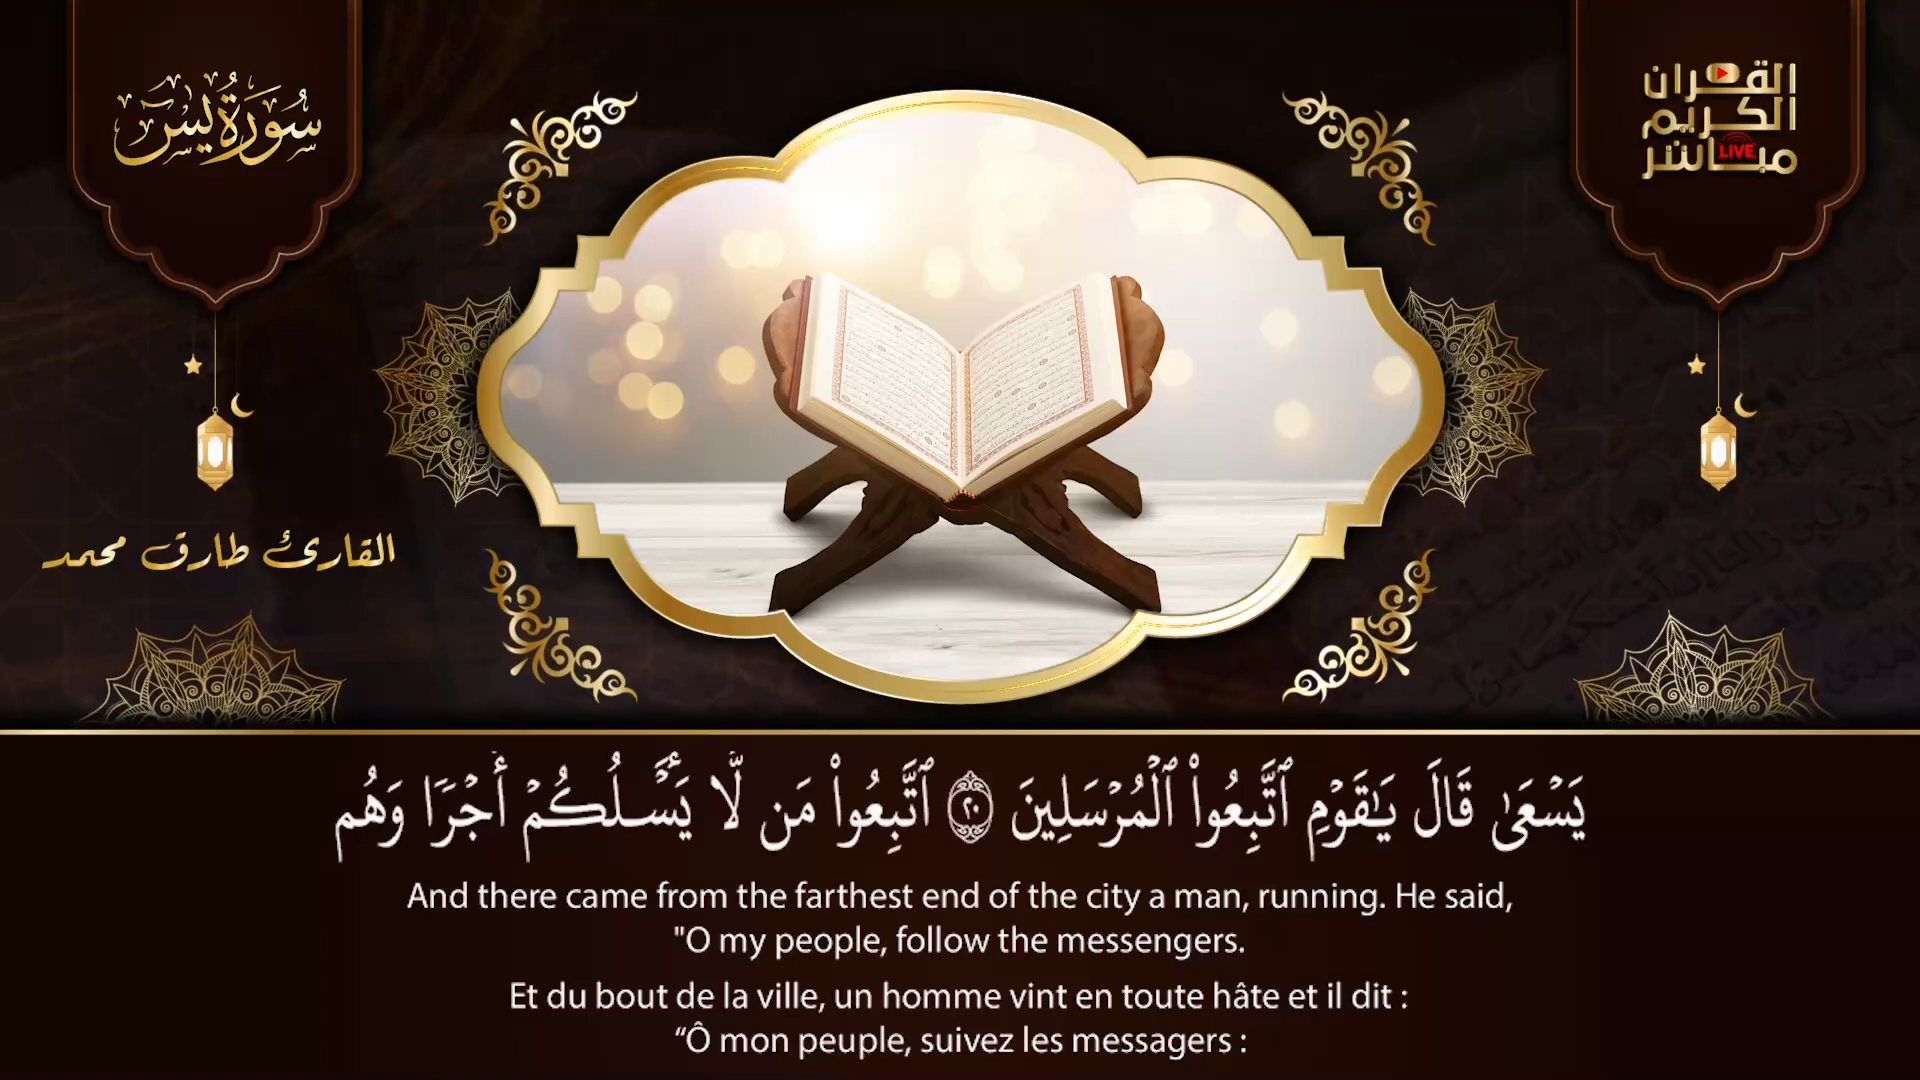 سُورَةُ يسٓ
القرآن
الكريم
مباشر
LIVE
القارئ طارق محمد
يَسۡعَىٰ قَالَ يَٰقَوۡمِ ٱتَّبِعُواْ ٱلۡمُرۡسَلِينَ ٢٠ ٱتَّبِعُواْ مَن لَّا يَسۡـَٔلُكُمۡ أَجۡرٗا وَهُم
And there came from the farthest end of the city a man, running. He said,
"O my people, follow the messengers.
Et du bout de la ville, un homme vint en toute hâte et il dit :
“Ô mon peuple, suivez les messagers :